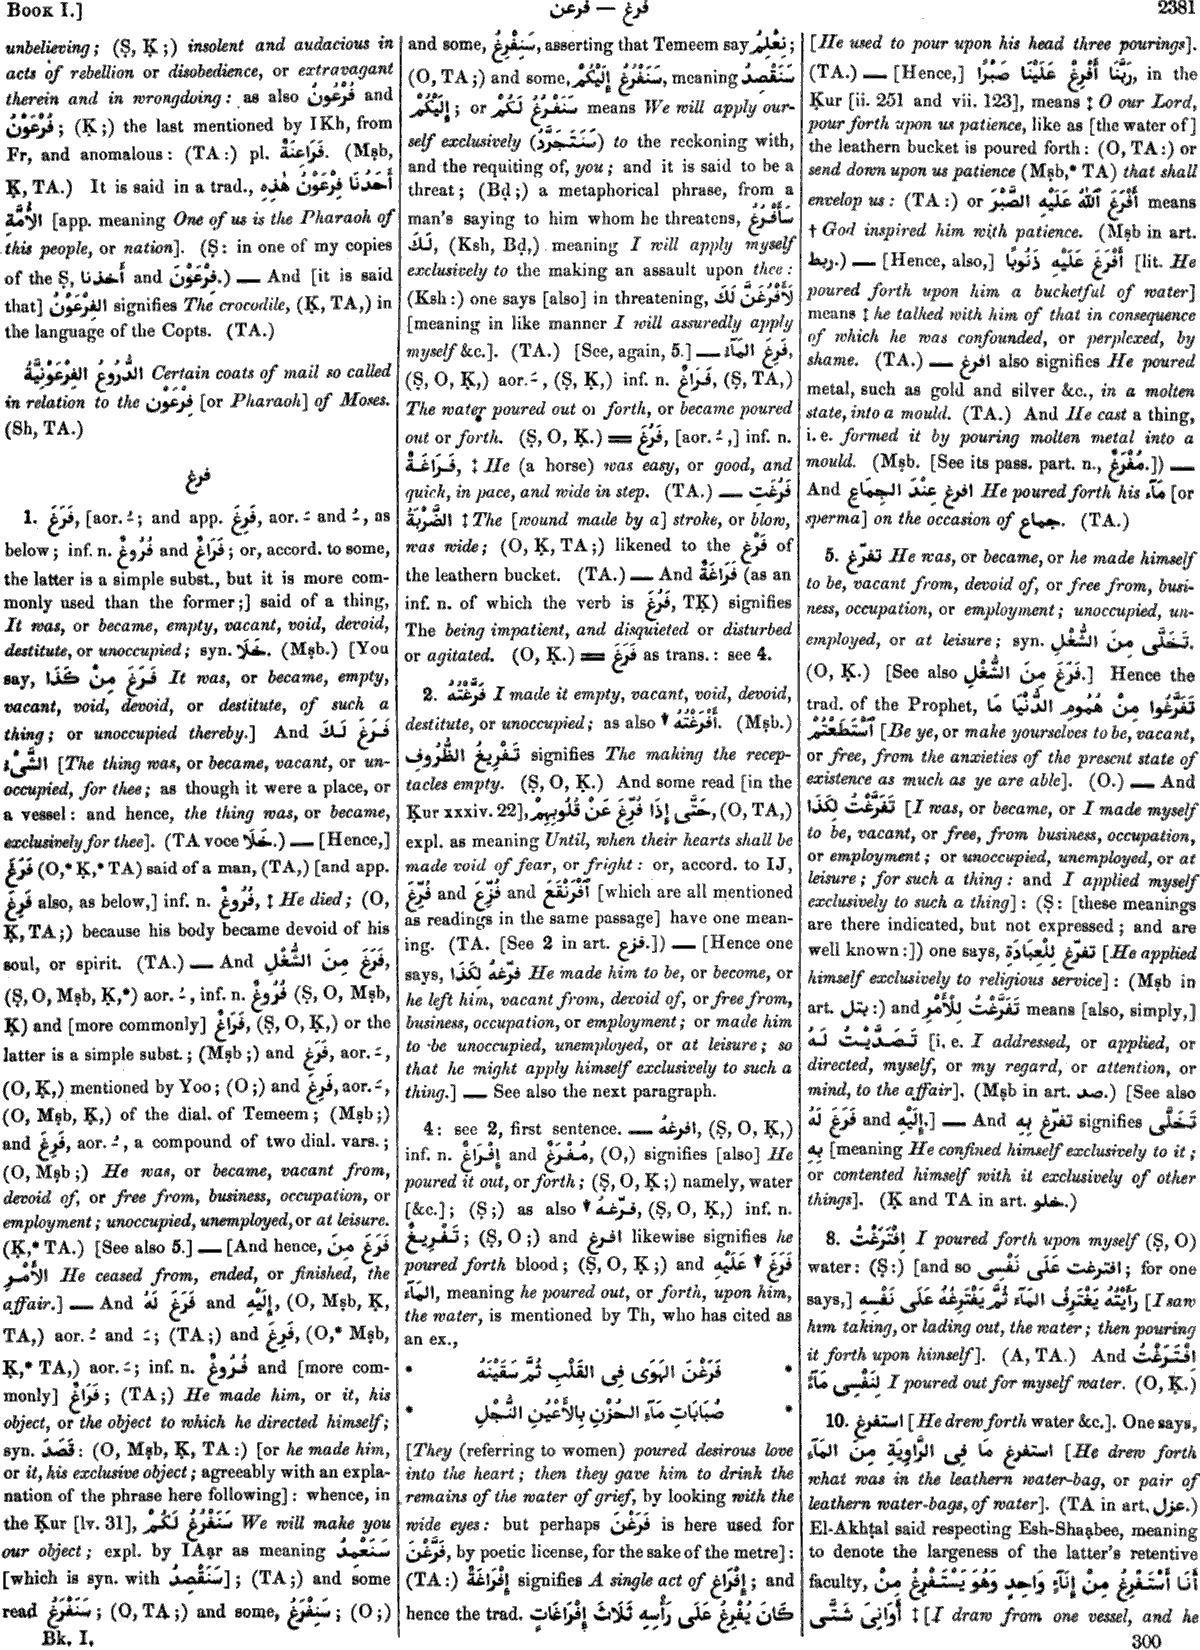 BOOK I.]
فرغ — فرعن
2381
unbelieving; (Ṣ, Ḳ;) insolent and audacious in
acts of rebellion or disobedience, or extravagant
therein and in wrongdoing: as also فُرْعُونٌ and
فُرْعَوْنٌ; (Ḳ;) the last mentioned by IKh, from
Fr, and anomalous: (TA:) pl. فَرَاعِنَةٌ. (Mṣb,
Ḳ, TA.) It is said in a trad., أَخَذْنَا فِرْعَوْنُ هٰذِهِ
الأُمَّةِ [app. meaning One of us is the Pharaoh of
this people, or nation]. (Ṣ: in one of my copies
of the Ṣ, أخذنا and فِرْعَوْنَ.) — And [it is said
that] الفِرْعَوْنُ signifies The crocodile, (Ḳ, TA,) in
the language of the Copts. (TA.)
الدُّرُوعُ الفِرْعَوْنِيَّةُ Certain coats of mail so called
in relation to the فِرْعَوْن [or Pharaoh] of Moses.
(Sh, TA.)
فرغ
1. فَرَغَ, [aor. ـُ; and app. فَرِغَ, aor. ـَ and ـُ, as
below; inf. n. فُرُوغٌ and فَرَاغٌ; or, accord. to some,
the latter is a simple subst., but it is more com-
monly used than the former;] said of a thing,
It was, or became, empty, vacant, void, devoid,
destitute, or unoccupied; syn. خَلَا. (Mṣb.) [You
say, فَرَغَ مِنْ كَذَا It was, or became, empty,
vacant, void, devoid, or destitute, of such a
thing; or unoccupied thereby.] And فَرَغَ لَكَ
الشَّىْءُ [The thing was, or became, vacant, or un-
occupied, for thee; as though it were a place, or
a vessel: and hence, the thing was, or became,
exclusively for thee]. (TA voce خَلَا.) — [Hence,]
فَرَغَ (O,* Ḳ,* TA) said of a man, (TA,) [and app.
فَرِغَ also, as below,] inf. n. فُرُوغٌ, ‡ He died; (O,
Ḳ, TA;) because his body became devoid of his
soul, or spirit. (TA.) — And فَرَغَ مِنَ الشُّغْلِ,
(Ṣ, O, Mṣb, Ḳ,*) aor. ـُ, inf. n. فُرُوغٌ (Ṣ, O, Mṣb,
Ḳ) and [more commonly] فَرَاغٌ, (Ṣ, O, Ḳ,) or the
latter is a simple subst.; (Mṣb;) and فَرِغَ, aor. ـَ,
(O, Ḳ,) mentioned by Yoo; (O;) and فَرِغَ, aor. ـَ,
(O, Mṣb, Ḳ,) of the dial. of Temeem; (Mṣb;)
and فَرِغَ, aor. ـُ, a compound of two dial. vars.;
(O, Mṣb;) He was, or became, vacant from,
devoid of, or free from, business, occupation, or
employment; unoccupied, unemployed, or at leisure.
(Ḳ,* TA.) [See also 5.] — [And hence, فَرَغَ مِنَ
الأَمْرِ He ceased from, ended, or finished, the
affair.] — And فَرَغَ لَهُ and إِلَيْهِ, (O, Mṣb, Ḳ,
TA,) aor. ـُ and ـَ; (TA;) and فَرِغَ, (O,* Mṣb,
Ḳ,* TA,) aor. ـَ; inf. n. فُرُوغٌ and [more com-
monly] فَرَاغٌ; (TA;) He made him, or it, his
object, or the object to which he directed himself;
syn. قَصَدَ: (O, Mṣb, Ḳ, TA:) [or he made him,
or it, his exclusive object; agreeably with an expla-
nation of the phrase here following]: whence, in
the Ḳur [lv. 31], سَنَفْرُغُ لَكُمْ We will make you
our object; expl. by IAạr as meaning سَنَعْمِدُ
[which is syn. with سَنَقْصِدُ]; (TA;) and some
read سَنَفْرَغُ; (O, TA;) and some, سَنِفْرَغُ; (O;)
Bk. I.
and some, سَنِفْرِغُ, asserting that Temeem say نِعْلِمُ;
(O, TA;) and some, سَنَفْرُغُ إِلَيْكُمْ, meaning سَنَقْصِدُ
إِلَيْكُمْ; or سَنَفْرُغُ لَكُمْ means We will apply our-
self exclusively (سَنَتَجَرَّدُ) to the reckoning with,
and the requiting of, you; and it is said to be a
threat; (Bḍ;) a metaphorical phrase, from a
man's saying to him whom he threatens, سَأَفْرُغُ
لَكَ, (Ksh, Bḍ,) meaning I will apply myself
exclusively to the making an assault upon thee:
(Ksh:) one says [also] in threatening, لَأَفْرُغَنَّ لَكَ
[meaning in like manner I will assuredly apply
myself &c.]. (TA.) [See, again, 5.] — فَرِغَ المَآءُ,
(Ṣ, O, Ḳ,) aor. ـَ, (Ṣ, Ḳ,) inf. n. فَرَاغٌ, (Ṣ, TA,)
The water poured out or forth, or became poured
out or forth. (Ṣ, O, Ḳ.) = فَرُغَ, [aor. ـُ,] inf. n.
فَرَاغَةٌ, ‡ He (a horse) was easy, or good, and
quick, in pace, and wide in step. (TA.) — فَرُغَتِ
الضَّرْبَةُ ‡ The [wound made by a] stroke, or blow,
was wide; (O, Ḳ, TA;) likened to the فَرْغ of
the leathern bucket. (TA.) — And فَرَاغَةٌ (as an
inf. n. of which the verb is فَرُغَ, TḲ) signifies
The being impatient, and disquieted or disturbed
or agitated. (O, Ḳ.) = فَرَغَ as trans.: see 4.
2. فَرَّغْتُهُ I made it empty, vacant, void, devoid,
destitute, or unoccupied; as also ▼ أَفْرَغْتُهُ. (Mṣb.)
تَفْرِيغُ الظُّرُوفِ signifies The making the recep-
tacles empty. (Ṣ, O, Ḳ.) And some read [in the
Ḳur xxxiv. 22], حَتَّى إِذَا فُرِّغَ عَنْ قُلُوبِهِمْ, (O, TA,)
expl. as meaning Until, when their hearts shall be
made void of fear, or fright: or, accord. to IJ,
فُرِّغَ and فُزِّعَ and اُفْرُنْقِعَ [which are all mentioned
as readings in the same passage] have one mean-
ing. (TA. [See 2 in art. فزع.]) — [Hence one
says, فرّغهُ لِكَذَا He made him to be, or become, or
he left him, vacant from, devoid of, or free from,
business, occupation, or employment; or made him
to be unoccupied, unemployed, or at leisure; so
that he might apply himself exclusively to such a
thing.] — See also the next paragraph.
4: see 2, first sentence. — افرغهُ, (Ṣ, O, Ḳ,)
inf. n. إِفْرَاغٌ and مُفْرَغٌ, (O,) signifies [also] He
poured it out, or forth; (Ṣ, O, Ḳ;) namely, water
[&c.]; (Ṣ;) as also ▼ فرّغهُ, (Ṣ, O, Ḳ,) inf. n.
تَفْرِيغٌ; (Ṣ, O;) and افرغ likewise signifies he
poured forth blood; (Ṣ, O, Ḳ;) and فَرَغَ ▼ عَلَيْهِ
المَآءَ, meaning he poured out, or forth, upon him,
the water, is mentioned by Th, who has cited as
an ex.,
* فَرَغْنَ الهَوَى فِى القَلْبِ ثُمَّ سَقَيْنَهُ *
* صُبَابَاتِ مَآءِ الحُزْنِ بِالأَعْيُنِ النُّجْلِ *
[They (referring to women) poured desirous love
into the heart; then they gave him to drink the
remains of the water of grief, by looking with the
wide eyes: but perhaps فَرَغْنَ is here used for
فَرَّغْنَ, by poetic license, for the sake of the metre]:
(TA:) إِفْرَاغَةٌ signifies A single act of إِفْرَاغ; and
hence the trad. كَانَ يُفْرِغُ عَلَى رَأْسِهِ ثَلَاثَ إِفْرَاغَاتٍ
[He used to pour upon his head three pourings].
(TA.) — [Hence,] رَبَّنَا أَفْرِغْ عَلَيْنَا صَبْرًا, in the
Ḳur [ii. 251 and vii. 123], means ‡ O our Lord,
pour forth upon us patience, like as [the water of]
the leathern bucket is poured forth: (O, TA:) or
send down upon us patience (Mṣb,* TA) that shall
envelop us: (TA:) or أَفْرَغَ ٱللّٰهُ عَلَيْهِ الصَّبْرَ means
† God inspired him with patience. (Mṣb in art.
ربط.) — [Hence, also,] أَفْرَغَ عَلَيْهِ ذَنُوبًا [lit. He
poured forth upon him a bucketful of water]
means ‡ he talked with him of that in consequence
of which he was confounded, or perplexed, by
shame. (TA.) — افرغ also signifies He poured
metal, such as gold and silver &c., in a molten
state, into a mould. (TA.) And He cast a thing,
i. e. formed it by pouring molten metal into a
mould. (Mṣb. [See its pass. part. n., مُفْرَغٌ.]) —
And افرغ عِنْدَ الجِمَاعِ He poured forth his مَآء [or
sperma] on the occasion of جماع. (TA.)
5. تفرّغ He was, or became, or he made himself
to be, vacant from, devoid of, or free from, busi-
ness, occupation, or employment; unoccupied, un-
employed, or at leisure; syn. تَخَلَّى مِنَ الشُّغْلِ.
(O, Ḳ.) [See also فَرَغَ مِنَ الشُّغْلِ.] Hence the
trad. of the Prophet, تَفَرَّغُوا مِنْ هُمُومِ الدُّنْيَا مَا
ٱسْتَطَعْتُمْ [Be ye, or make yourselves to be, vacant,
or free, from the anxieties of the present state of
existence as much as ye are able]. (O.) — And
تَفَرَّغْتُ لِكَذَا [I was, or became, or I made myself
to be, vacant, or free, from business, occupation,
or employment; or unoccupied, unemployed, or at
leisure; for such a thing: and I applied myself
exclusively to such a thing]: (Ṣ: [these meanings
are there indicated, but not expressed; and are
well known:]) one says, تفرّغ لِلْعِبَادَةِ [He applied
himself exclusively to religious service]: (Mṣb in
art. بتل:) and تَفَرَّغْتُ لِلْأَمْرِ means [also, simply,]
تَصَدَّيْتُ لَهُ [i. e. I addressed, or applied, or
directed, myself, or my regard, or attention, or
mind, to the affair]. (Mṣb in art. صد.) [See also
فَرَغَ لَهُ and إِلَيْهِ.] — And تفرّغ بِهِ signifies تَخَلَّى
بِهِ [meaning He confined himself exclusively to it;
or contented himself with it exclusively of other
things]. (Ḳ and TA in art. خلو.)
8. اِفْتَرَغْتُ I poured forth upon myself (Ṣ, O)
water: (Ṣ:) [and so افترغت عَلَى نَفْسِى; for one
says,] رَأَيْتُهُ يَغْتَرِفُ المَآءَ ثُمَّ يَفْتَرِغُهُ عَلَى نَفْسِهِ [I saw
him taking, or lading out, the water; then pouring
it forth upon himself]. (A, TA.) And اِفْتَرَغْتُ
لِنَفْسِى مَآءً I poured out for myself water. (O, Ḳ.)
10. استفرغ [He drew forth water &c.]. One says,
استفرغ مَا فِى الرَّاوِيَةِ مِنَ المَآءِ [He drew forth
what was in the leathern water-bag, or pair of
leathern water-bags, of water]. (TA in art. عزل.)
El-Akhṭal said respecting Esh-Shaạbee, meaning
to denote the largeness of the latter's retentive
faculty, أَنَا أَسْتَفْرِغُ مِنْ إِنَآءٍ وَاحِدٍ وَهُوَ يَسْتَفْرِغُ مِنْ
أَوَانِىَ شَتَّى ‡ [I draw from one vessel, and he
300